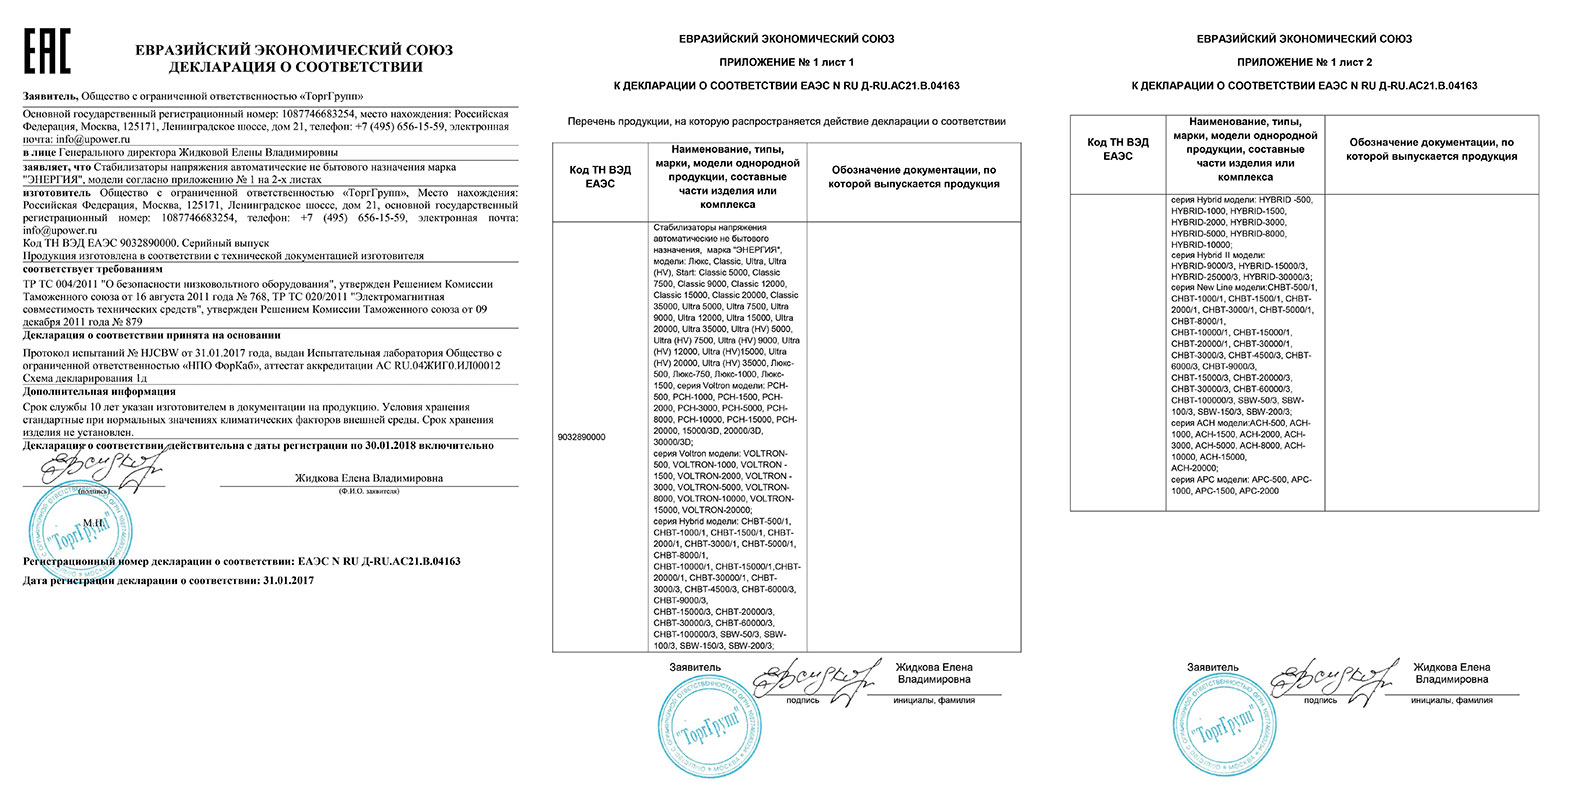 ЕАС
ЕВРАЗИЙСКИЙ ЭКОНОМИЧЕСКИЙ СОЮЗ
ДЕКЛАРАЦИЯ О СООТВЕТСТВИИ
Заявитель, Общество с ограниченной ответственностью «ТоргГрупп»
Основной государственный регистрационный номер: 1087746683254, место нахождения: Российская
Федерация, Москва, 125171, Ленинградское шоссе, дом 21, телефон: +7 (495) 656-15-59, электронная
почта: info@upower.ru
в лице Генерального директора Жидковой Елены Владимировны
заявляет, что Стабилизаторы напряжения автоматические не бытового назначения марка
"ЭНЕРГИЯ", модели согласно приложению № 1 на 2-х листах
изготовитель Общество с ограниченной ответственностью «ТоргГрупп», Место нахождения:
Российская Федерация, Москва, 125171, Ленинградское шоссе, дом 21, основной государственный
регистрационный номер: 1087746683254, телефон: +7 (495) 656-15-59, электронная почта:
info@upower.ru
Код ТН ВЭД ЕАЭС 9032890000. Серийный выпуск
Продукция изготовлена в соответствии с технической документацией изготовителя
соответствует требованиям
ТР ТС 004/2011 "О безопасности низковольтного оборудования", утвержден Решением Комиссии
Таможенного союза от 16 августа 2011 года № 768, ТР ТС 020/2011 "Электромагнитная
совместимость технических средств", утвержден Решением Комиссии Таможенного союза от 09
декабря 2011 года № 879
Декларация о соответствии принята на основании
Протокол испытаний № HJCBW от 31.01.2017 года, выдан Испытательная лаборатория Общество с
ограниченной ответственностью «НПО ФорКаб», аттестат аккредитации АС RU.04ЖИГ0.ИЛ00012
Схема декларирования 1д
Дополнительная информация
Срок службы 10 лет указан изготовителем в документации на продукцию. Условия хранения
стандартные при нормальных значениях климатических факторов внешней среды. Срок хранения
изделия не установлен.
Декларация о соответствии действительна с даты регистрации по 30.01.2018 включительно
Жидкова Елена Владимировна
(подпись)
(Ф.И.О. заявителя)
М.П.
"ТоргГрупп"
Регистрационный номер декларации о соответствии: ЕАЭС N RU Д-RU.АС21.В.04163
Дата регистрации декларации о соответствии: 31.01.2017
ЕВРАЗИЙСКИЙ ЭКОНОМИЧЕСКИЙ СОЮЗ
ПРИЛОЖЕНИЕ № 1 лист 1
К ДЕКЛАРАЦИИ О СООТВЕТСТВИИ ЕАЭС N RU Д-RU.АС21.В.04163
Перечень продукции, на которую распространяется действие декларации о соответствии
Код ТН ВЭД
ЕАЭС
Наименование, типы,
марки, модели однородной
продукции, составные
части изделия или
комплекса
Обозначение документации, по
которой выпускается продукция
9032890000
Стабилизаторы напряжения
автоматические не бытового
назначения, марка "ЭНЕРГИЯ",
модели: Люкс, Classic, Ultra, Ultra
(HV), Start: Classic 5000, Classic
7500, Classic 9000, Classic 12000,
Classic 15000, Classic 20000, Classic
35000, Ultra 5000, Ultra 7500, Ultra
9000, Ultra 12000, Ultra 15000, Ultra
20000, Ultra 35000, Ultra (HV) 5000,
Ultra (HV) 7500, Ultra (HV) 9000, Ultra
(HV) 12000, Ultra (HV)15000, Ultra
(HV) 20000, Ultra (HV) 35000, Люкс-
500, Люкс-750, Люкс-1000, Люкс-
1500, серия Voltron модели: РСН-
500, РСН-1000, РСН-1500, РСН-
2000, РСН-3000, РСН-5000, РСН-
8000, РСН-10000, РСН-15000, РСН-
20000, 15000/3D, 20000/3D,
30000/3D;
серия Voltron модели: VOLTRON-
500, VOLTRON-1000, VOLTRON -
1500, VOLTRON-2000, VOLTRON -
3000, VOLTRON-5000, VOLTRON-
8000, VOLTRON-10000, VOLTRON-
15000, VOLTRON-20000;
серия Hybrid модели: СНВТ-500/1,
СНВТ-1000/1, СНВТ-1500/1, СНВТ-
2000/1, СНВТ-3000/1, СНВТ-5000/1,
СНВТ-8000/1,
СНВТ-10000/1, СНВТ-15000/1,СНВТ-
20000/1, СНВТ-30000/1, СНВТ-
3000/3, СНВТ-4500/3, СНВТ-6000/3,
СНВТ-9000/3,
СНВТ-15000/3, СНВТ-20000/3,
СНВТ-30000/3, СНВТ-60000/3,
СНВТ-100000/3, SBW-50/3, SBW-
100/3, SBW-150/3, SBW-200/3;
Заявитель
Жидкова Елена
Владимировна
подпись
инициалы, фамилия
"ТоргГрупп"
ЕВРАЗИЙСКИЙ ЭКОНОМИЧЕСКИЙ СОЮЗ
ПРИЛОЖЕНИЕ № 1 лист 2
К ДЕКЛАРАЦИИ О СООТВЕТСТВИИ ЕАЭС N RU Д-RU.АС21.В.04163
Код ТН ВЭД
ЕАЭС
Наименование, типы,
марки, модели однородной
продукции, составные
части изделия или
комплекса
Обозначение документации, по
которой выпускается продукция
серия Hybrid модели: HYBRID -500,
HYBRID-1000, HYBRID-1500,
HYBRID-2000, HYBRID-3000,
HYBRID-5000, HYBRID-8000,
HYBRID-10000;
серия Hybrid II модели:
HYBRID-9000/3, HYBRID-15000/3,
HYBRID-25000/3, HYBRID-30000/3;
серия New Line модели:СНВТ-500/1,
СНВТ-1000/1, СНВТ-1500/1, СНВТ-
2000/1, СНВТ-3000/1, СНВТ-5000/1,
СНВТ-8000/1,
СНВТ-10000/1, СНВТ-15000/1,
СНВТ-20000/1, СНВТ-30000/1,
СНВТ-3000/3, СНВТ-4500/3, СНВТ-
6000/3, СНВТ-9000/3,
СНВТ-15000/3, СНВТ-20000/3,
СНВТ-30000/3, СНВТ-60000/3,
СНВТ-100000/3, SBW-50/3, SBW-
100/3, SBW-150/3, SBW-200/3;
серия АСН модели:АСН-500, АСН-
1000, АСН-1500, АСН-2000, АСН-
3000, АСН-5000, АСН-8000, АСН-
10000, АСН-15000,
АСН-20000;
серия АРС модели: АРС-500, АРС-
1000, АРС-1500, АРС-2000
Заявитель
Жидкова Елена
Владимировна
подпись
инициалы, фамилия
"ТоргГрупп"